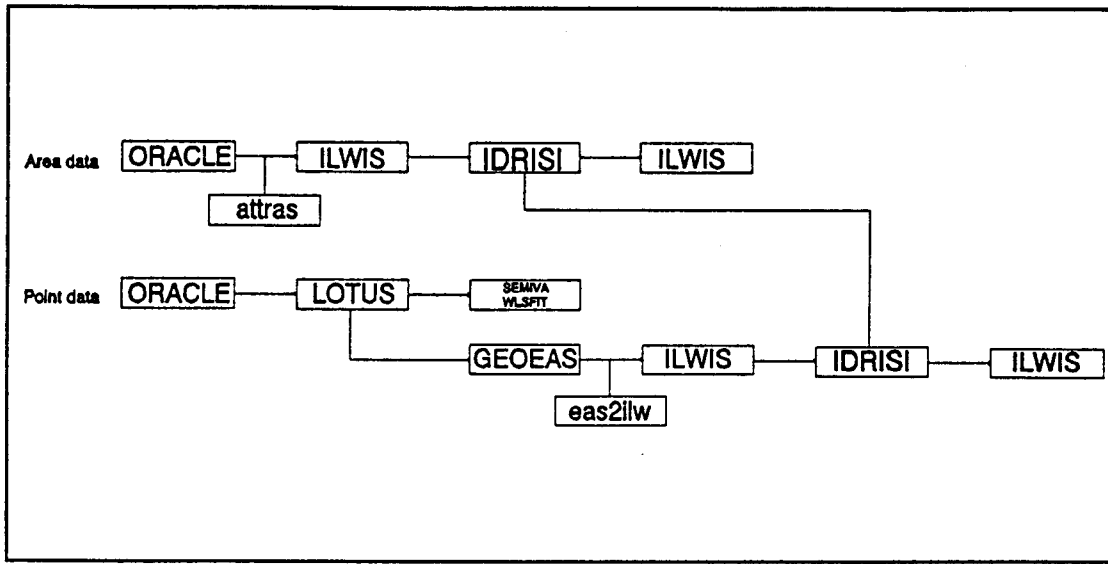 Area data ORACLE ILWIS IDRISI ILWIS
attras
Point data ORACLE LOTUS SEMIVA
WLSFIT
GEOEAS ILWIS IDRISI ILWIS
eas2ilw